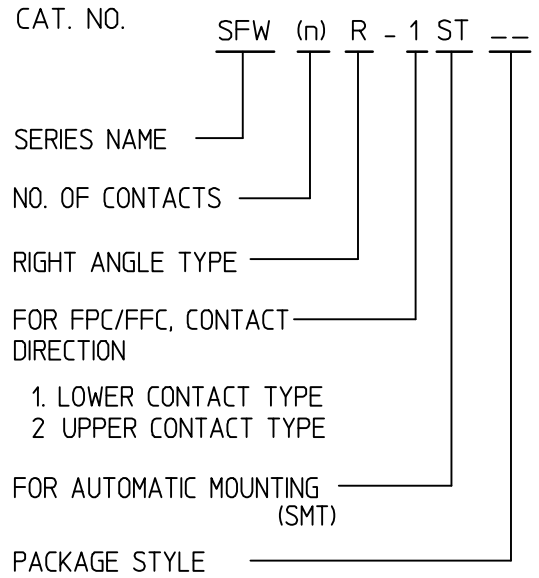 CAT. NO.
SFW (n) R - 1 ST _ _
SERIES NAME
NO. OF CONTACTS
RIGHT ANGLE TYPE
FOR FPC/FFC, CONTACT
DIRECTION
1. LOWER CONTACT TYPE
2 UPPER CONTACT TYPE
FOR AUTOMATIC MOUNTING
(SMT)
PACKAGE STYLE